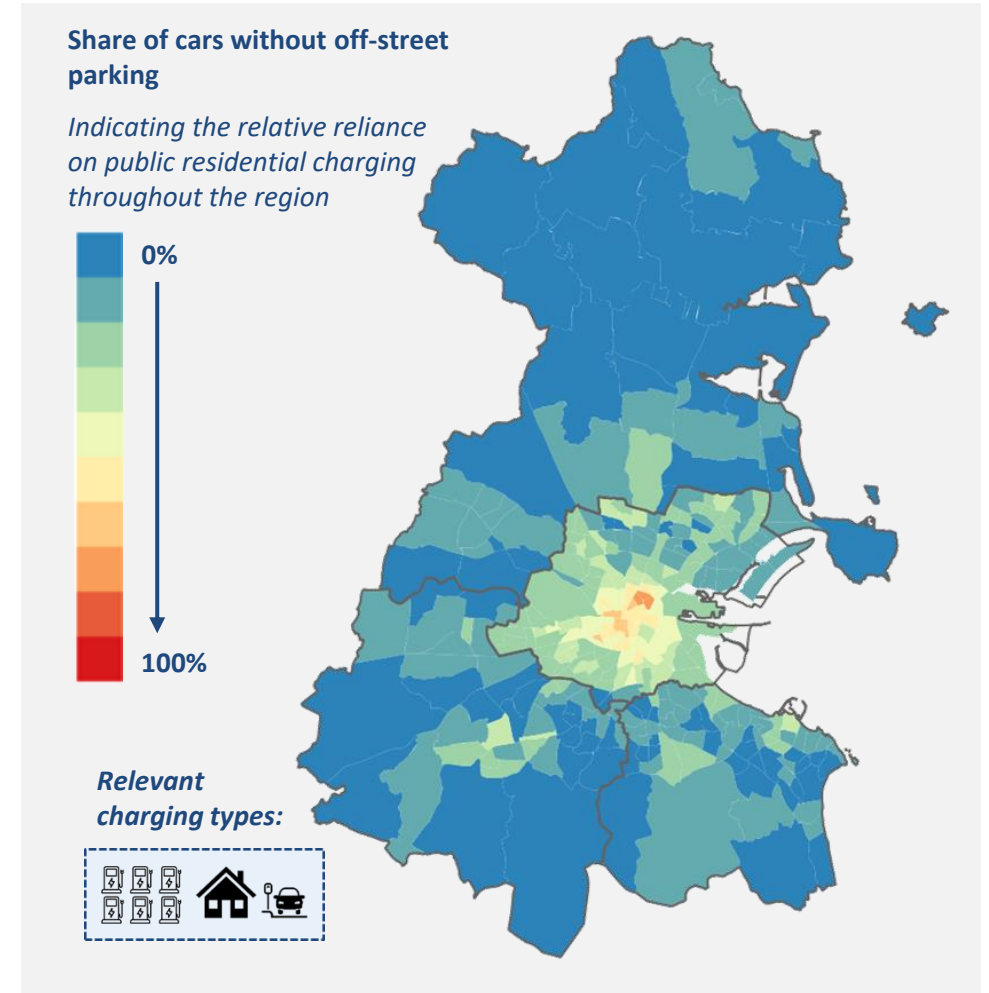 Share of cars without off-street
parking
Indicating the relative reliance
on public residential charging
throughout the region
0%
100%
Relevant
charging types: